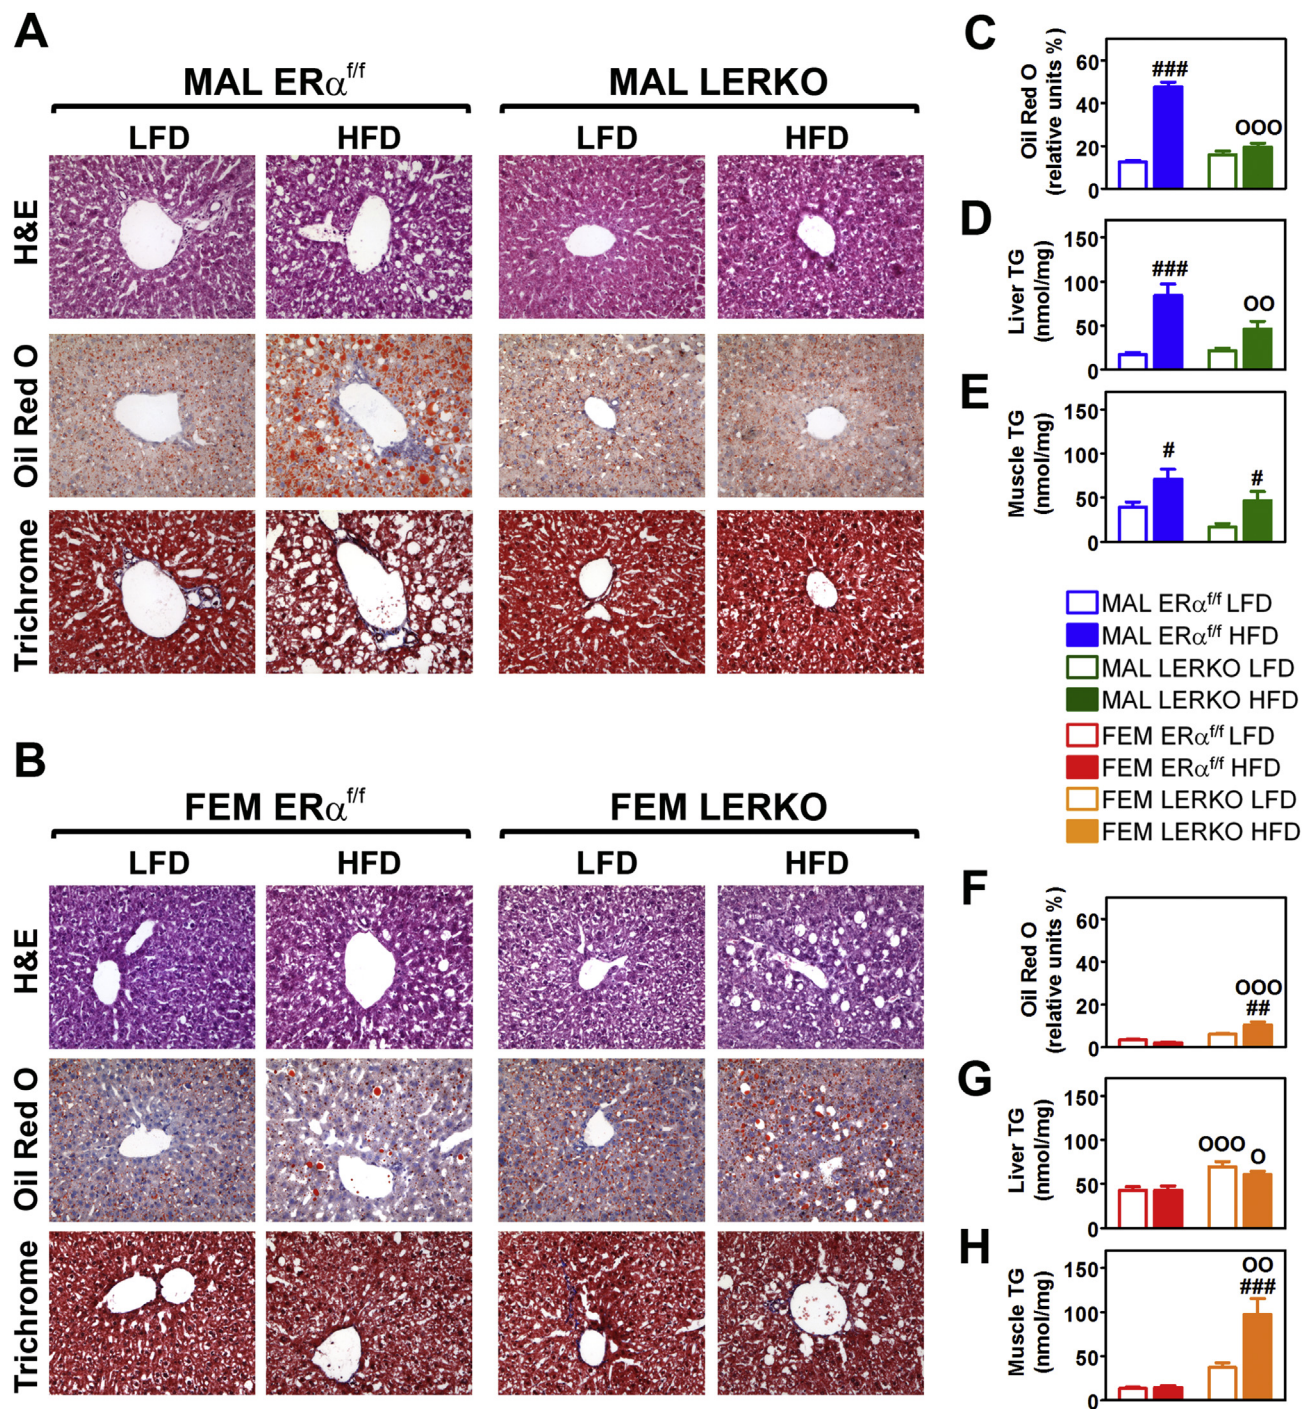 A
MAL ERα^f/f
MAL LERKO
LFD
HFD
LFD
HFD
H&E
Oil Red O
Trichrome
B
FEM ERα^f/f
FEM LERKO
LFD
HFD
LFD
HFD
H&E
Oil Red O
Trichrome
C
Oil Red O
(relative units %)
60
40
20
0
###
OOO
D
Liver TG
(nmol/mg)
150
100
50
0
###
OO
E
Muscle TG
(nmol/mg)
150
100
50
0
#
#
MAL ERα^f/f LFD
MAL ERα^f/f HFD
MAL LERKO LFD
MAL LERKO HFD
FEM ERα^f/f LFD
FEM ERα^f/f HFD
FEM LERKO LFD
FEM LERKO HFD
F
Oil Red O
(relative units %)
60
40
20
0
OOO
##
G
Liver TG
(nmol/mg)
150
100
50
0
OOO
O
H
Muscle TG
(nmol/mg)
150
100
50
0
OO
###